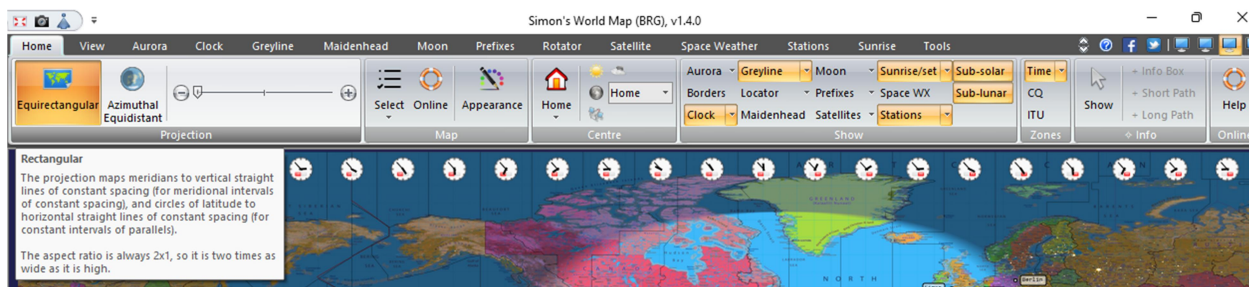 Simon's World Map (BRG), v1.4.0
Home View Aurora Clock Greyline Maidenhead Moon Prefixes Rotator Satellite Space Weather Stations Sunrise Tools
Equirectangular
Azimuthal
Equidistant
Projection
Select Online Appearance
Map
Home
Home
Centre
Aurora Greyline Moon Sunrise/set Sub-solar
Borders Locator Prefixes Space WX Sub-lunar
Clock Maidenhead Satellites Stations
Show
Time
CQ
ITU
Zones
Show
+ Info Box
+ Short Path
+ Long Path
Info
Help
Online
Rectangular
The projection maps meridians to vertical straight
lines of constant spacing (for meridional intervals
of constant spacing), and circles of latitude to
horizontal straight lines of constant spacing (for
constant intervals of parallels).
The aspect ratio is always 2x1, so it is two times as
wide as it is high.
GREENLAND
NORTH
Berlin